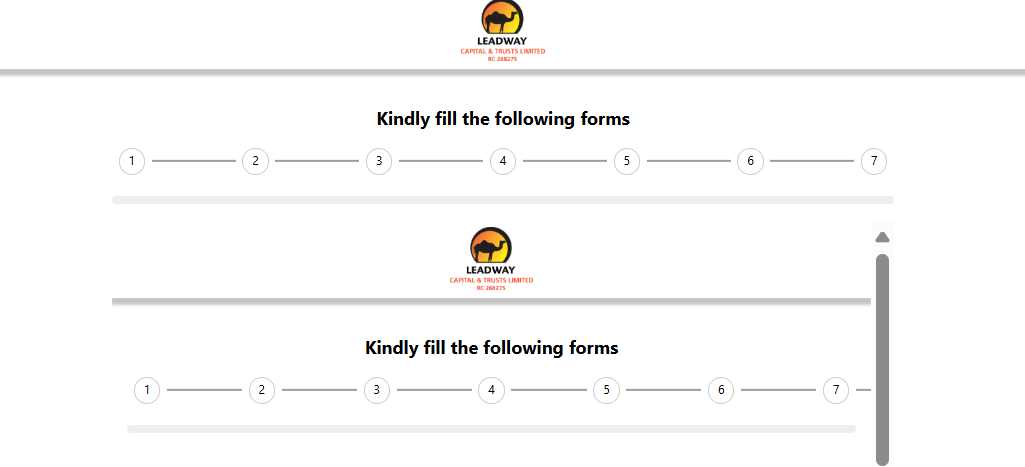 LEADWAY
CAPITAL & TRUSTS LIMITED
RC 268275
Kindly fill the following forms
1 2 3 4 5 6 7
LEADWAY
CAPITAL & TRUSTS LIMITED
RC 268275
Kindly fill the following forms
1 2 3 4 5 6 7